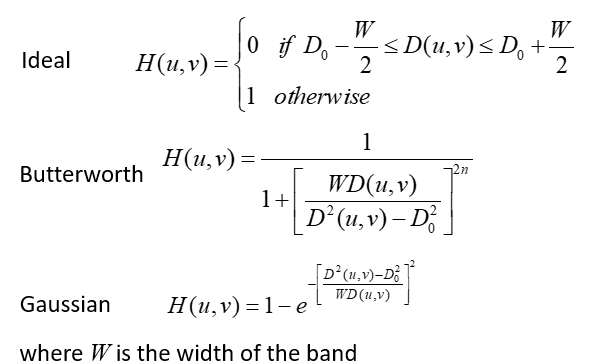 Ideal H(u,v) = { 0 if D₀ − W/2 ≤ D(u,v) ≤ D₀ + W/2
1 otherwise
Butterworth H(u,v) = 1 / (1 + [WD(u,v) / (D²(u,v) − D₀²)]²ⁿ)
Gaussian H(u,v) = 1 − e^(−[(D²(u,v) − D₀²) / WD(u,v)]²)
where W is the width of the band